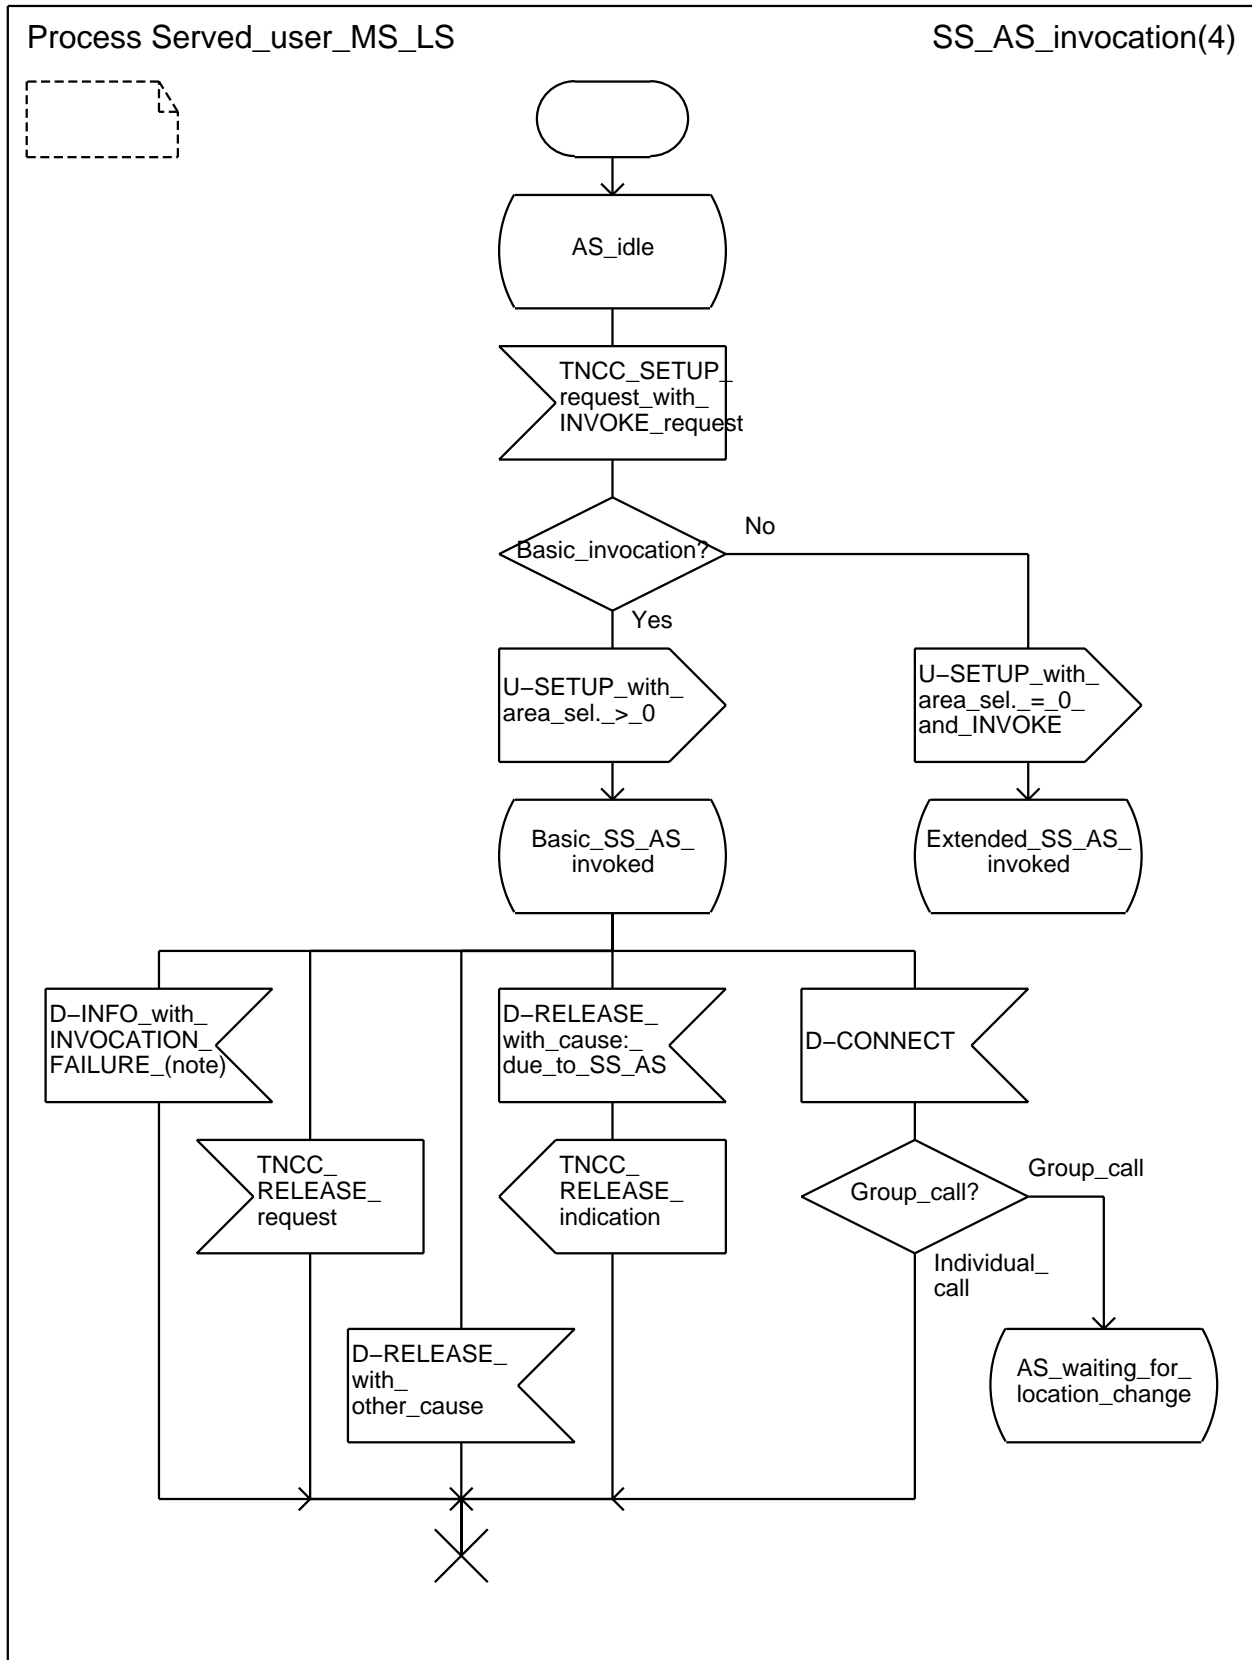 Process Served_user_MS_LS
SS_AS_invocation(4)
AS_idle
TNCC_SETUP_
request_with_
INVOKE_request
Basic_invocation?
No
Yes
U−SETUP_with_
area_sel._>_0
U−SETUP_with_
area_sel._=_0_
and_INVOKE
Basic_SS_AS_
invoked
Extended_SS_AS_
invoked
D−INFO_with_
INVOCATION_
FAILURE_(note)
D−RELEASE_
with_cause:_
due_to_SS_AS
D−CONNECT
TNCC_
RELEASE_
request
TNCC_
RELEASE_
indication
Group_call?
Group_call
Individual_
call
D−RELEASE_
with_
other_cause
AS_waiting_for_
location_change